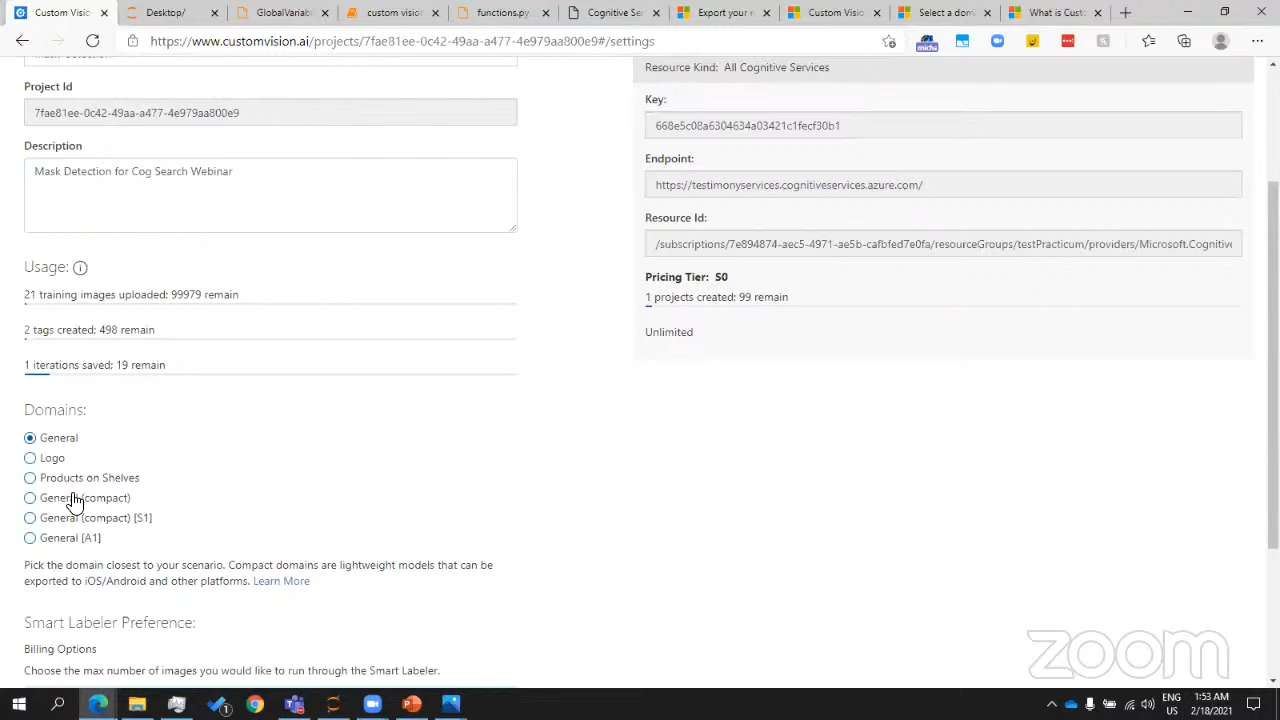 Custom Visi
Desktop/
GlobalVariabl
custom vision
functions.py
Cognitive Ser
Export your m
Custom Visio
Select a dom
What is Custo
https://www.customvision.ai/projects/7fae81ee-0c42-49aa-a477-4e979aa800e9#/settings
micha
Project Id
7fae81ee-0c42-49aa-a477-4e979aa800e9
Description
Mask Detection for Cog Search Webinar
Usage:
21 training images uploaded; 99979 remain
2 tags created; 498 remain
1 iterations saved; 19 remain
Domains:
General
Logo
Products on Shelves
General (compact)
General (compact) [S1]
General [A1]
Pick the domain closest to your scenario. Compact domains are lightweight models that can be
exported to iOS/Android and other platforms. Learn More
Smart Labeler Preference:
Billing Options
Choose the max number of images you would like to run through the Smart Labeler.
Resource Kind: All Cognitive Services
Key:
668e5c08a6304634a03421c1fecf30b1
Endpoint:
https://testimonyservices.cognitiveservices.azure.com/
Resource Id:
/subscriptions/7e894874-aec5-4971-ae5b-cafbfed7e0fa/resourceGroups/testPracticum/providers/Microsoft.Cognitive
Pricing Tier: S0
1 projects created; 99 remain
Unlimited
zoom
ENG
US
1:53 AM
2/18/2021